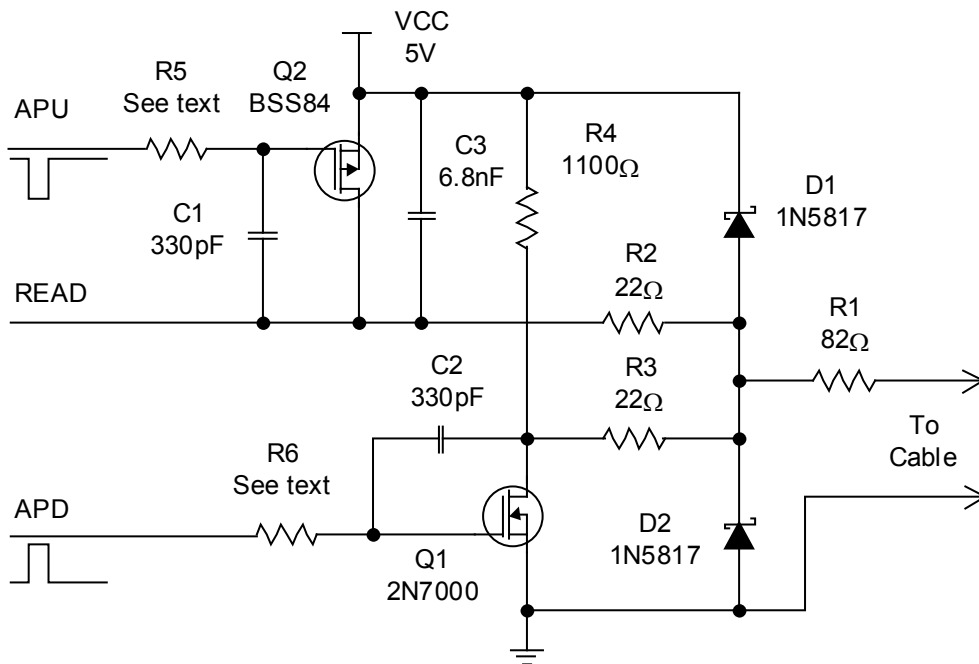 VCC
5V
R5
See text
Q2
BSS84
APU
C1
330pF
C3
6.8nF
R4
1100Ω
D1
1N5817
READ
R2
22Ω
R1
82Ω
C2
330pF
R3
22Ω
To
Cable
R6
See text
APD
Q1
2N7000
D2
1N5817